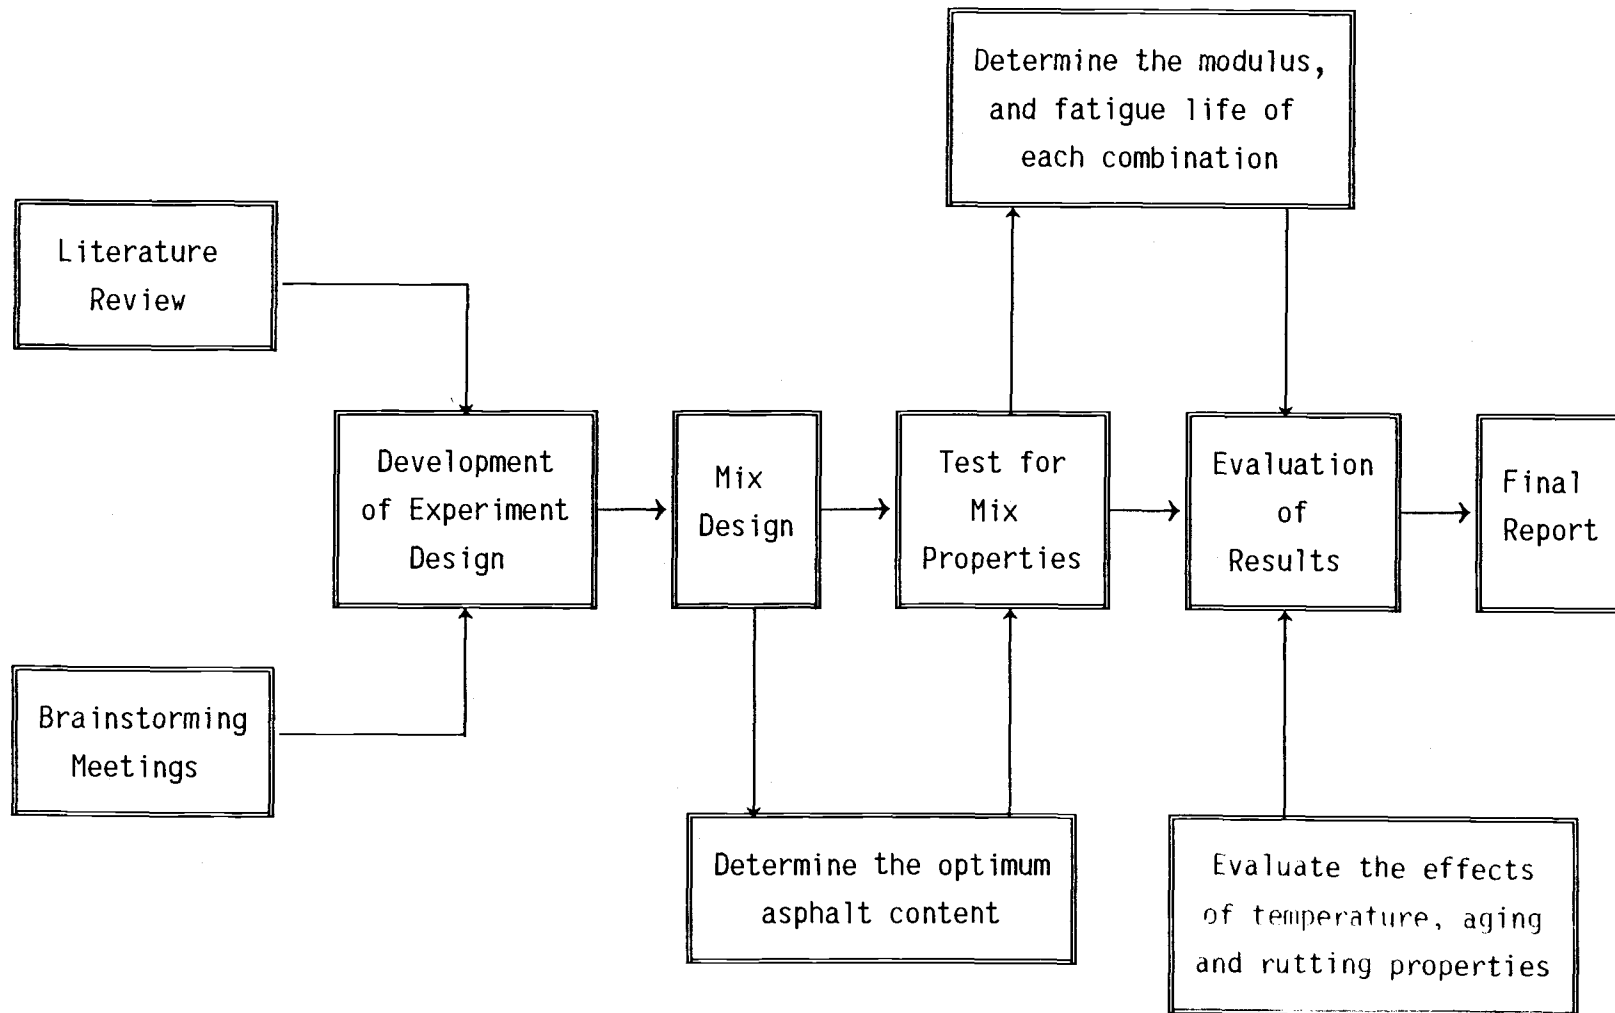 Determine the modulus,
and fatigue life of
each combination
Literature
Review
Development
of Experiment
Design
Mix
Design
Test for
Mix
Properties
Evaluation
of
Results
Final
Report
Brainstorming
Meetings
Determine the optimum
asphalt content
Evaluate the effects
of temperature, aging
and rutting properties